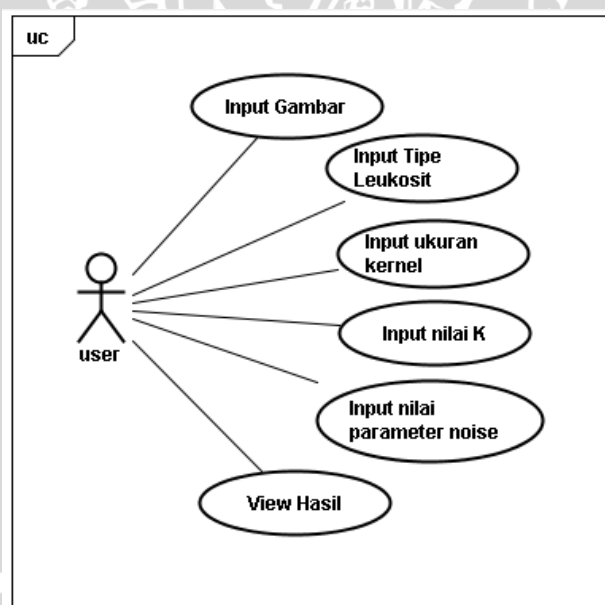 uc
Input Gambar
Input Tipe
Leukosit
Input ukuran
kernel
Input nilai K
user
Input nilai
parameter noise
View Hasil